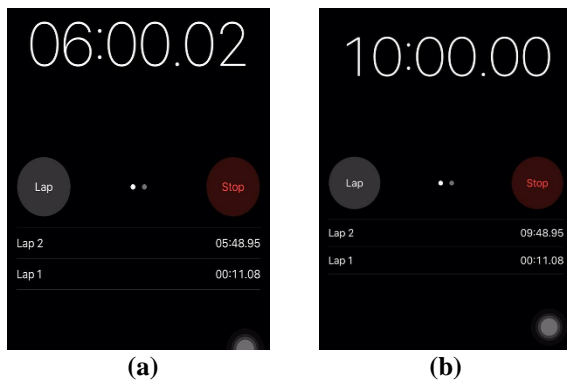 06:00.02
Lap
Stop
Lap 2 05:48.95
Lap 1 00:11.08
(a)
10:00.00
Lap
Stop
Lap 2 09:48.95
Lap 1 00:11.08
(b)